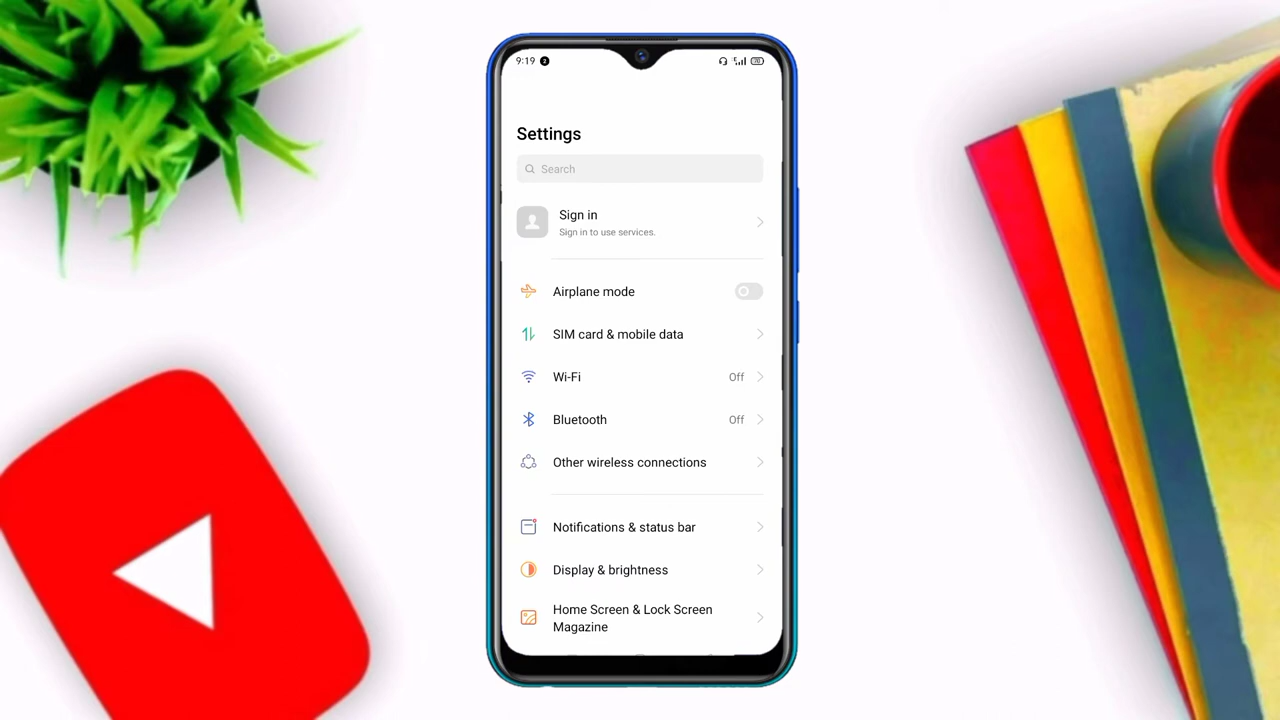 9:19
70
Settings
Search
Sign in
Sign in to use services.
Airplane mode
SIM card & mobile data
Wi-Fi Off
Bluetooth Off
Other wireless connections
Notifications & status bar
Display & brightness
Home Screen & Lock Screen
Magazine